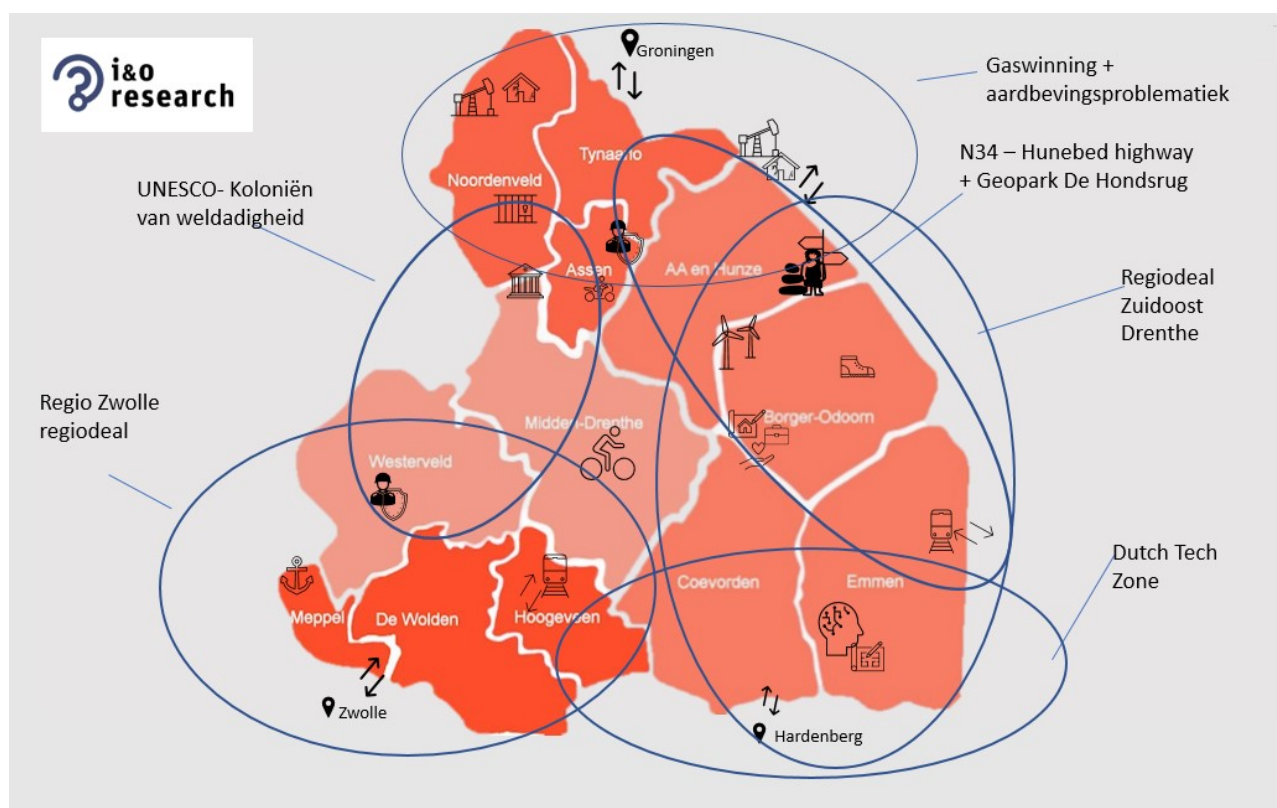 i&o
research
Groningen
Gaswinning +
aardbevingsproblematiek
N34 – Hunebed highway
+ Geopark De Hondsrug
UNESCO- Koloniën
van weldadigheid
Tynaarlo
Noordenveld
Assen
AA en Hunze
Regiodeal
Zuidoost
Drenthe
Regio Zwolle
regiodeal
Midden-Drenthe
Borger-Odoorn
Westerveld
Dutch Tech
Zone
Coevorden
Emmen
Meppel
De Wolden
Hoogeveen
Zwolle
Hardenberg